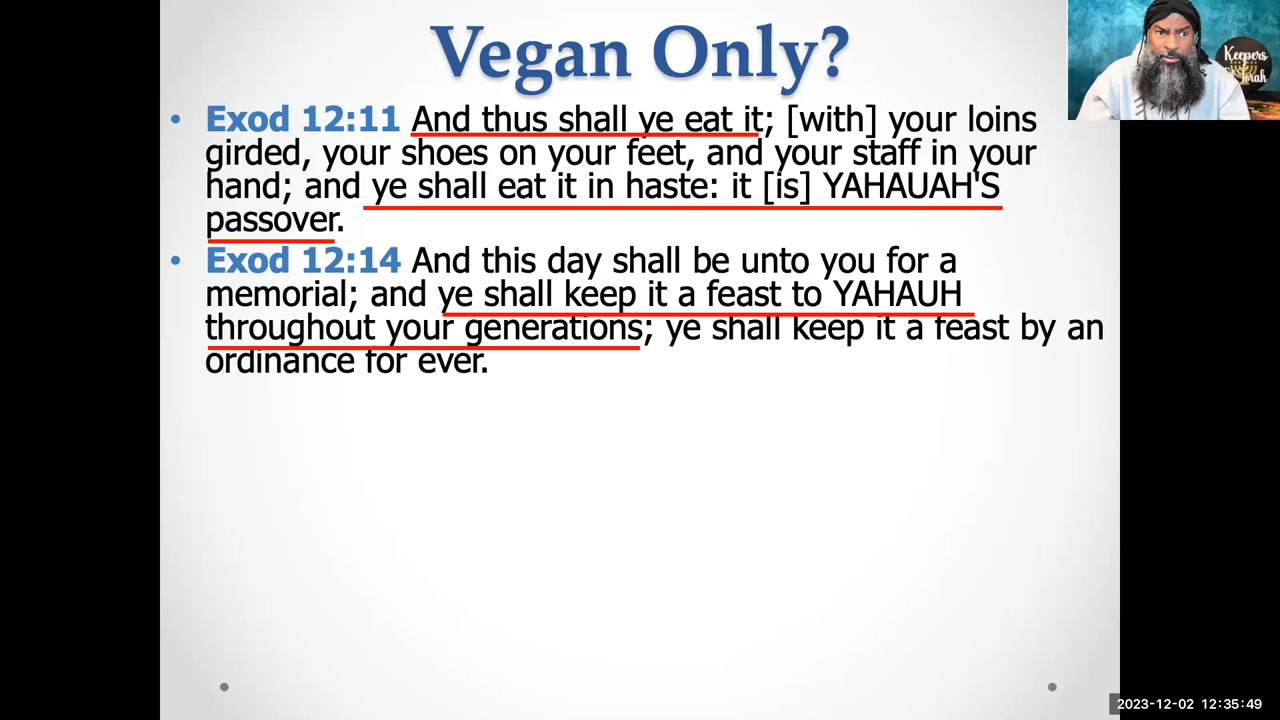 Vegan Only?
• Exod 12:11 And thus shall ye eat it; [with] your loins
girded, your shoes on your feet, and your staff in your
hand; and ye shall eat it in haste: it [is] YAHAUAH'S
passover.
• Exod 12:14 And this day shall be unto you for a
memorial; and ye shall keep it a feast to YAHAUH
throughout your generations; ye shall keep it a feast by an
ordinance for ever.
Keepers
Torah
2023-12-02 12:35:49